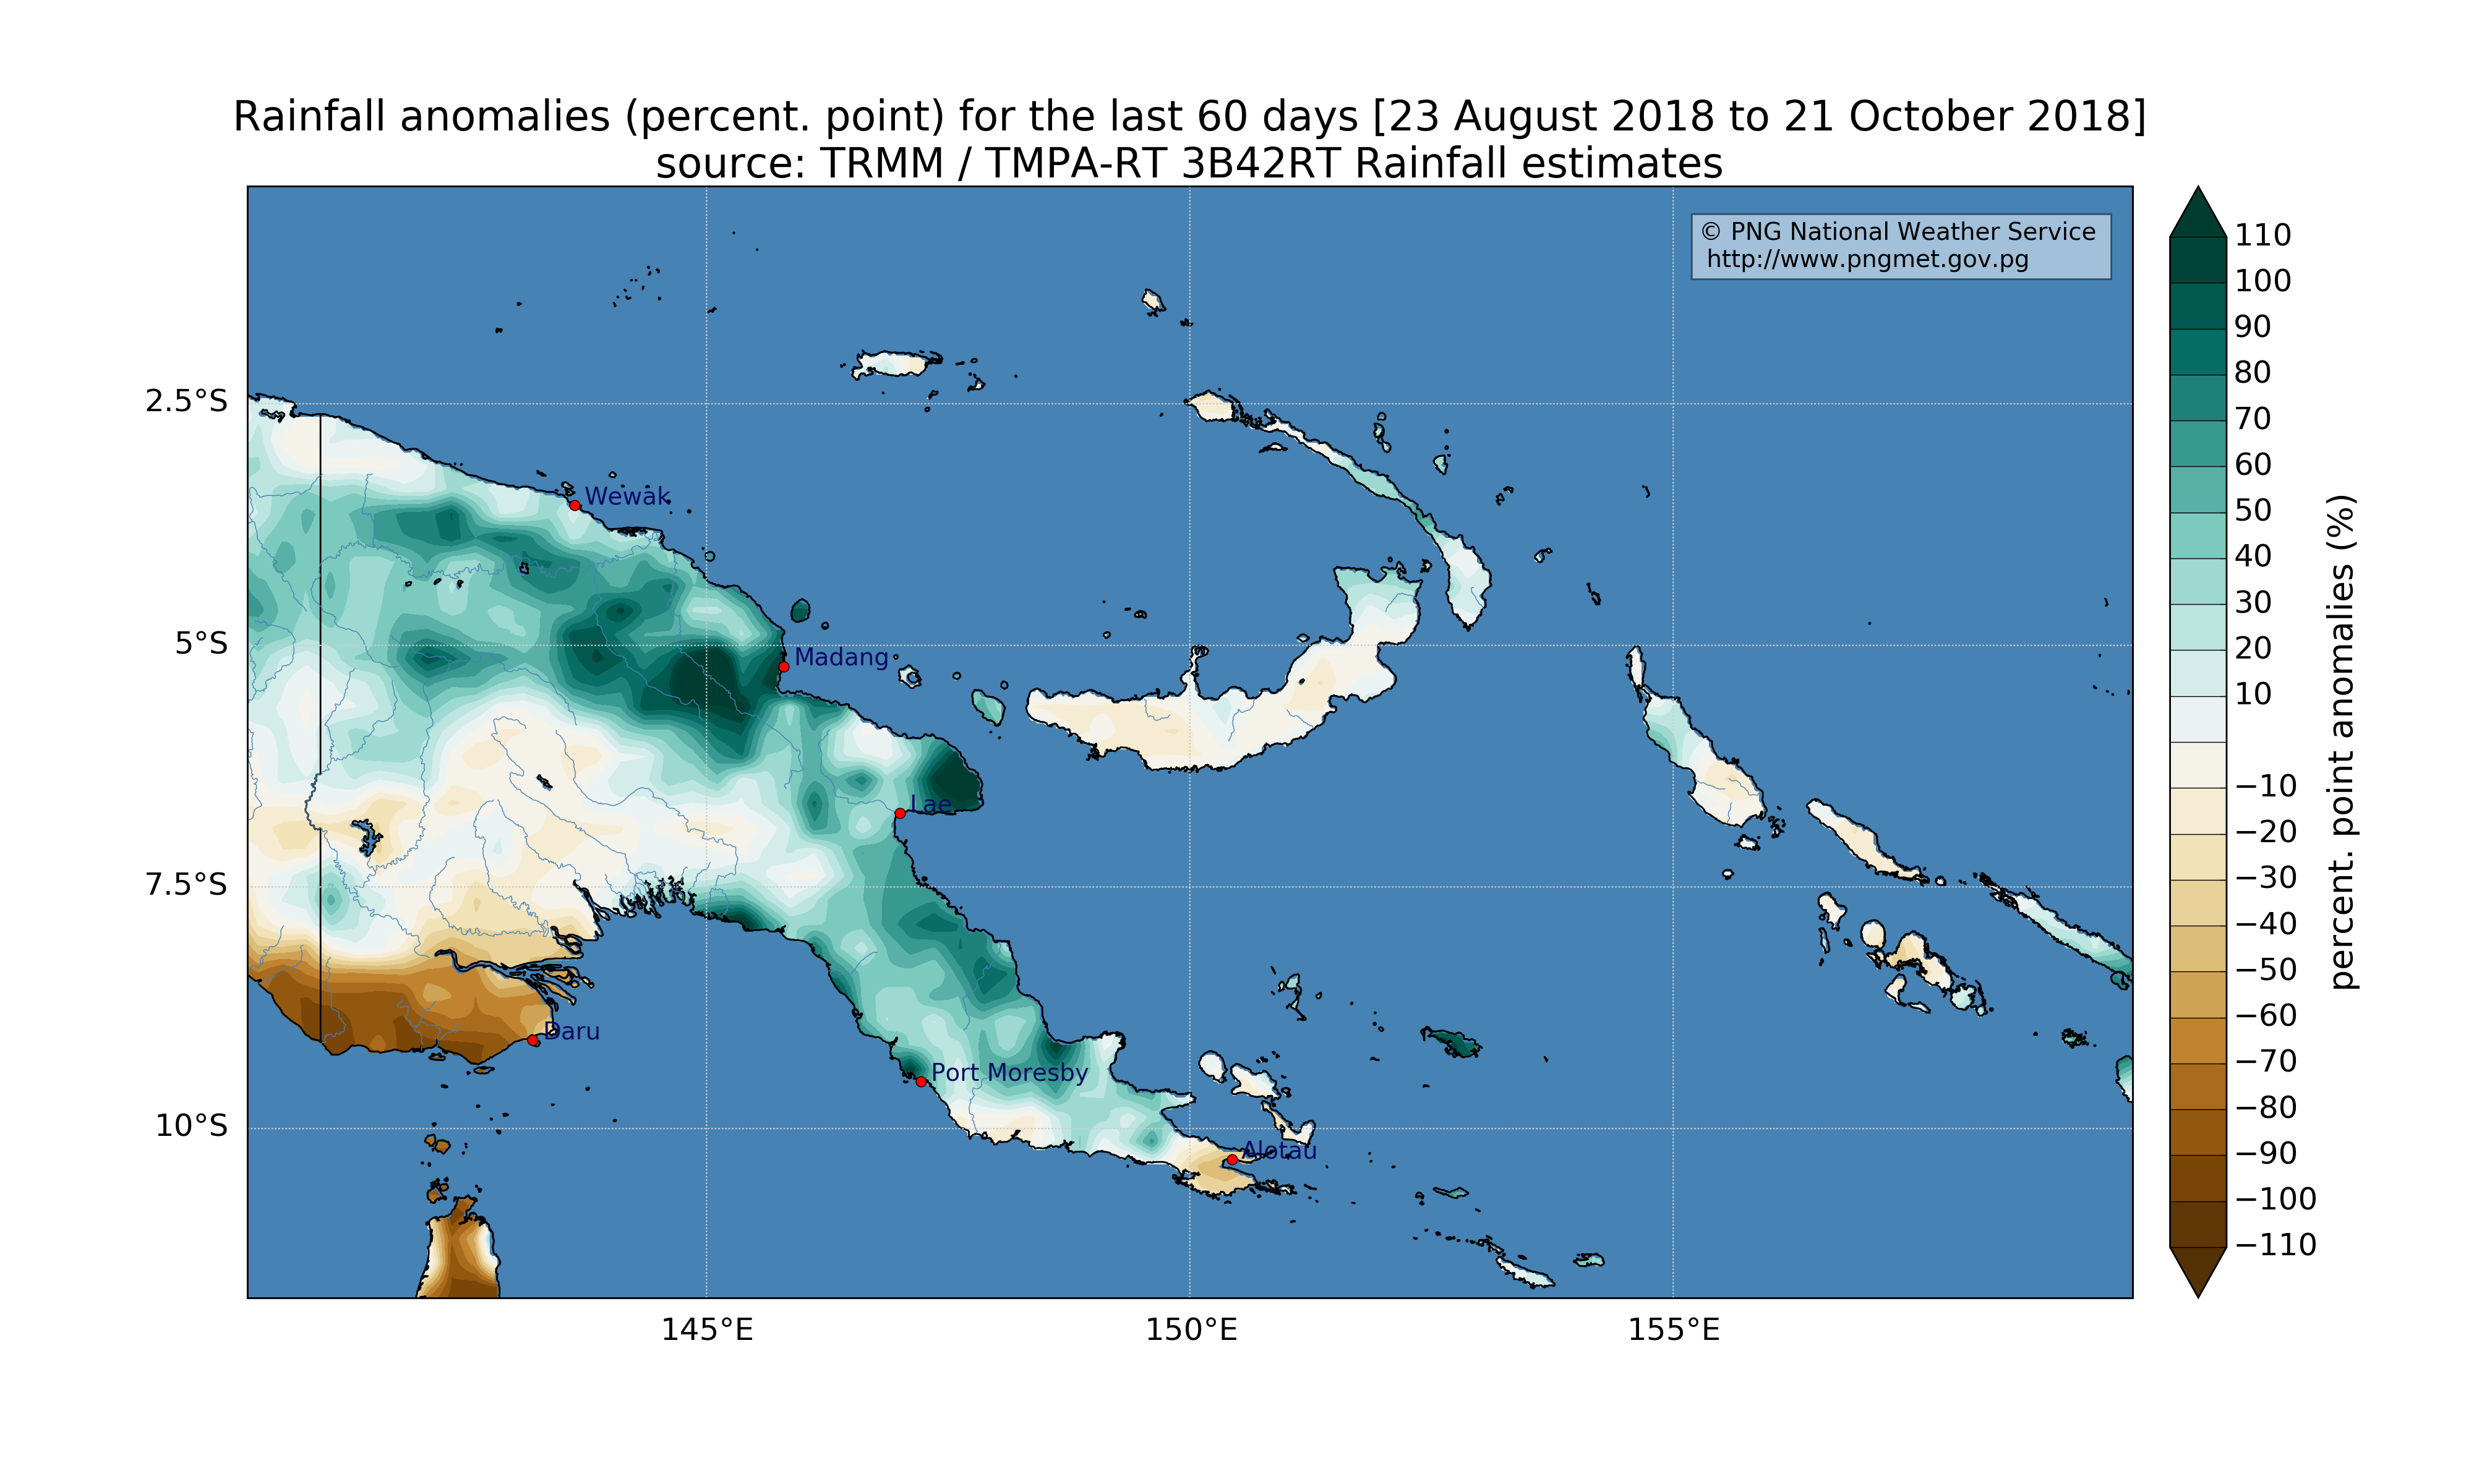 Rainfall anomalies (percent. point) for the last 60 days [23 August 2018 to 21 October 2018]
source: TRMM / TMPA-RT 3B42RT Rainfall estimates
© PNG National Weather Service
http://www.pngmet.gov.pg
2.5°S
5°S
7.5°S
10°S
Wewak
Madang
Lae
Daru
Port Moresby
Alotau
145°E
150°E
155°E
110
100
90
80
70
60
50
40
30
20
10
−10
−20
−30
−40
−50
−60
−70
−80
−90
−100
−110
percent. point anomalies (%)